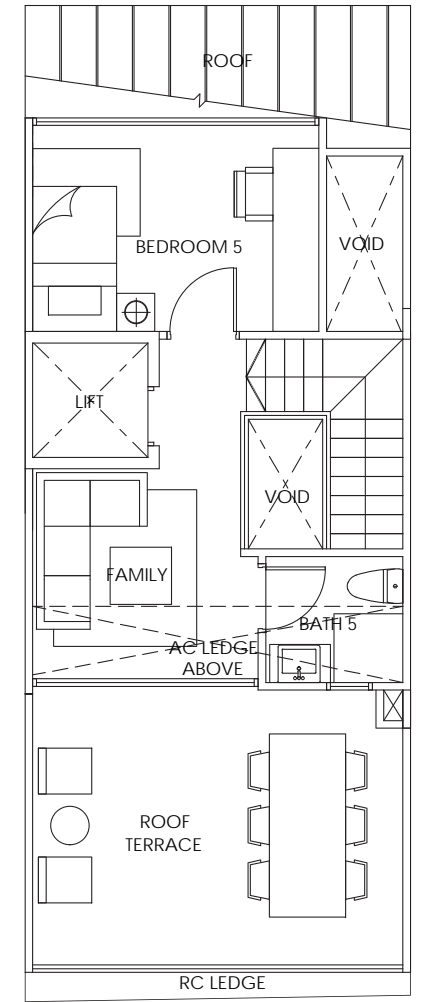 ROOF
BEDROOM 5
VOID
LIFT
VOID
FAMILY
BATH 5
AC LEDGE
ABOVE
ROOF
TERRACE
RC LEDGE